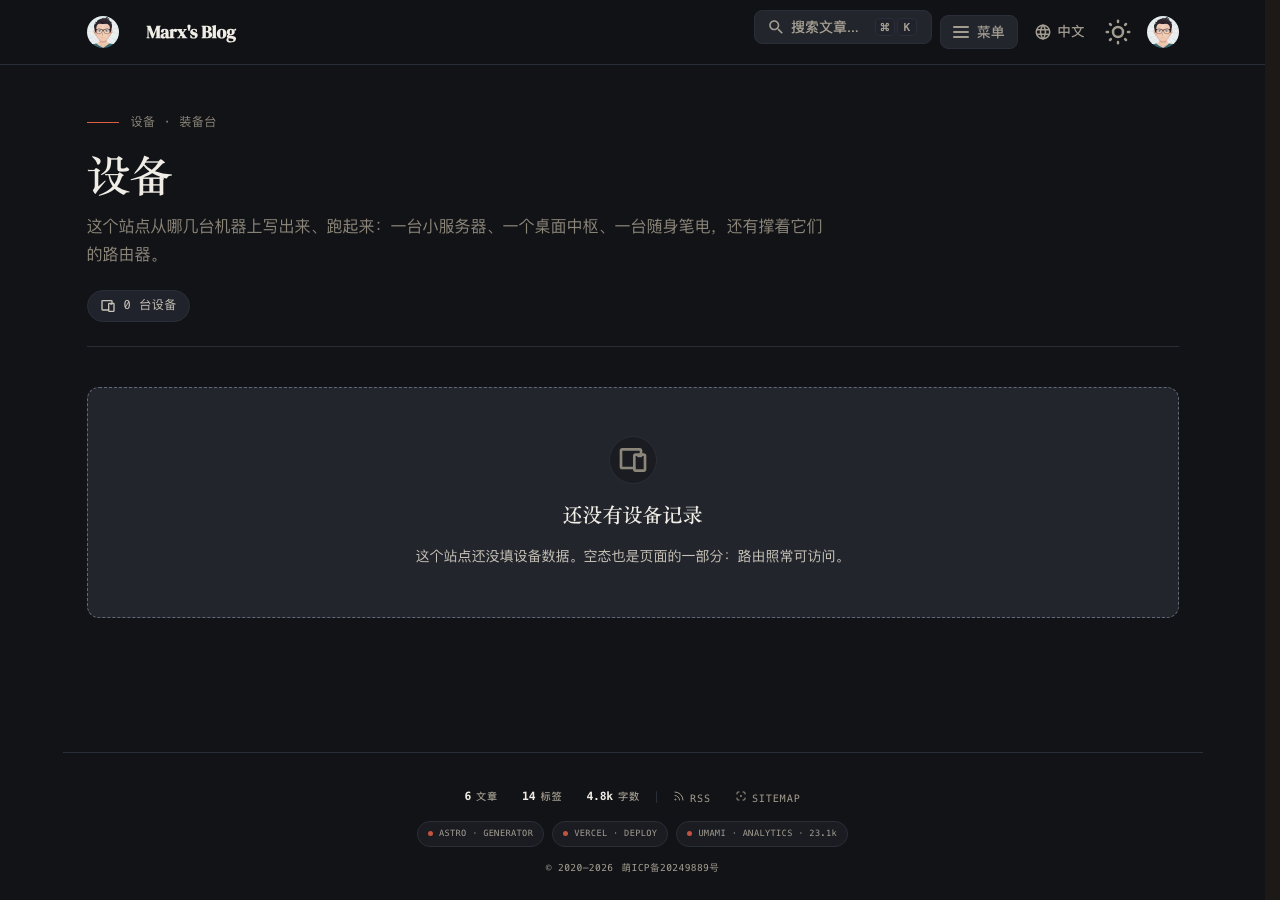 Marx's Blog
搜索文章... ⌘ K
菜单
中文
设备 · 装备台
设备
这个站点从哪几台机器上写出来、跑起来：一台小服务器、一个桌面中枢、一台随身笔电，还有撑着它们
的路由器。
0 台设备
还没有设备记录
这个站点还没填设备数据。空态也是页面的一部分：路由照常可访问。
6 文章 14 标签 4.8k 字数 RSS SITEMAP
ASTRO · GENERATOR VERCEL · DEPLOY UMAMI · ANALYTICS · 23.1k
© 2020—2026 萌ICP备20249889号